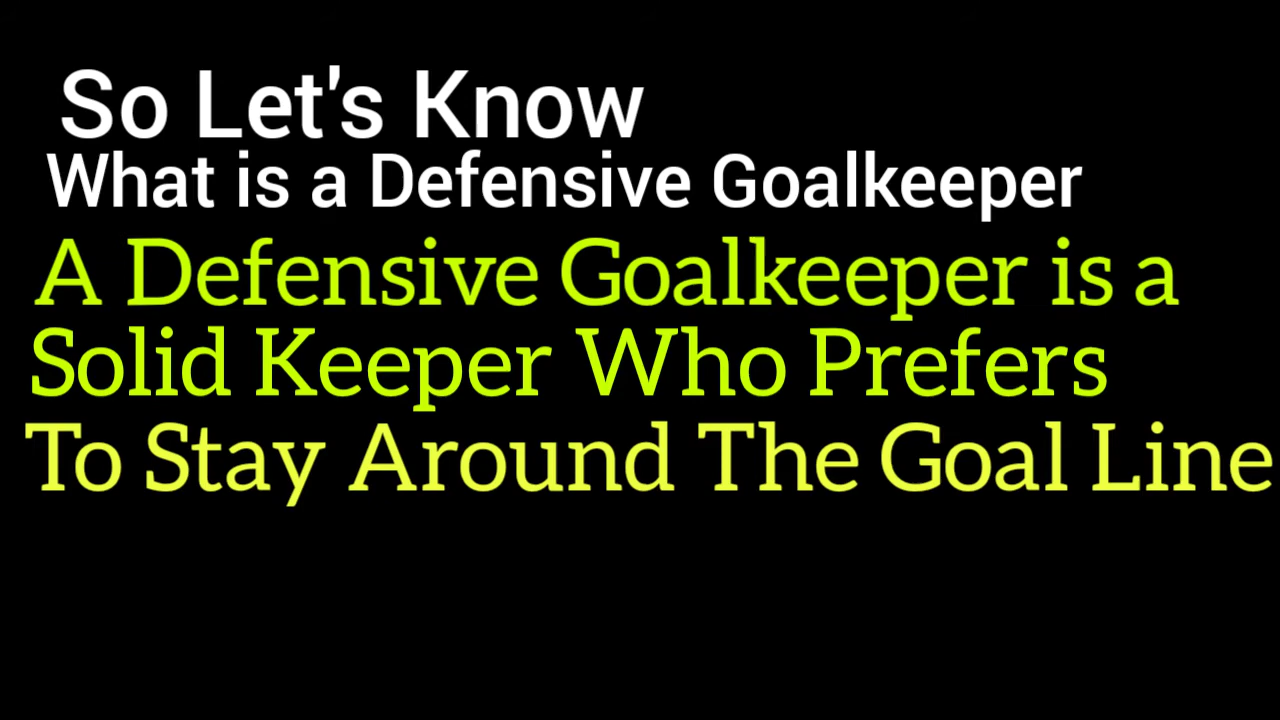 So Let's Know
What is a Defensive Goalkeeper
A Defensive Goalkeeper is a
Solid Keeper Who Prefers
To Stay Around The Goal Line